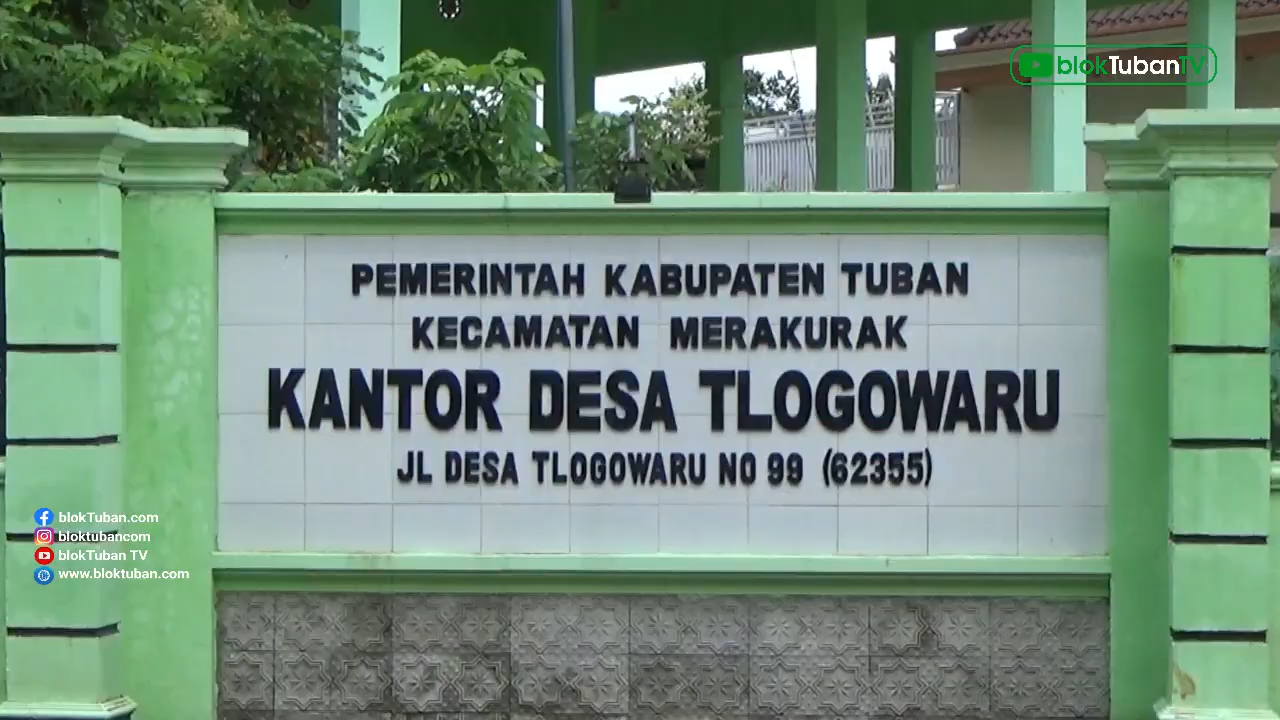 blokTubanTV
PEMERINTAH KABUPATEN TUBAN
KECAMATAN MERAKURAK
KANTOR DESA TLOGOWARU
JL DESA TLOGOWARU NO 99 (62355)
blokTuban.com
bloktubancom
blokTuban TV
www.bloktuban.com